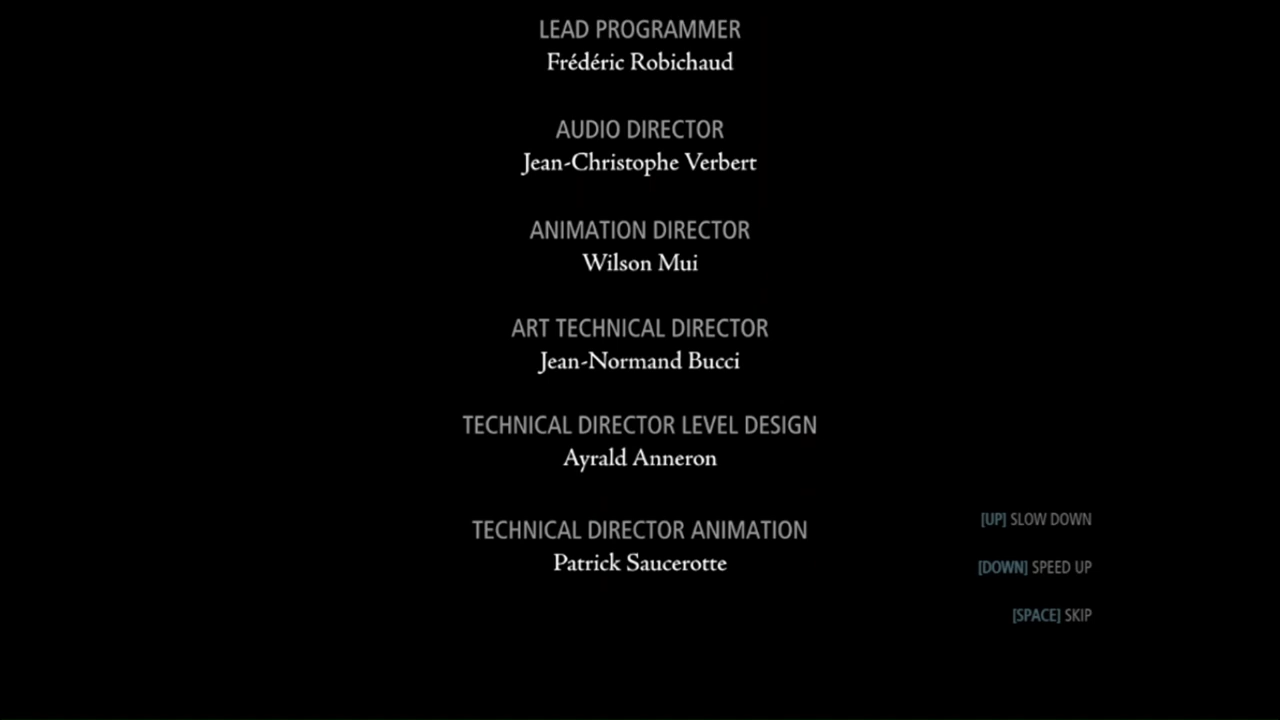 LEAD PROGRAMMER
Frédéric Robichaud
AUDIO DIRECTOR
Jean-Christophe Verbert
ANIMATION DIRECTOR
Wilson Mui
ART TECHNICAL DIRECTOR
Jean-Normand Bucci
TECHNICAL DIRECTOR LEVEL DESIGN
Ayrald Anneron
TECHNICAL DIRECTOR ANIMATION
Patrick Saucerotte
[UP] SLOW DOWN
[DOWN] SPEED UP
[SPACE] SKIP